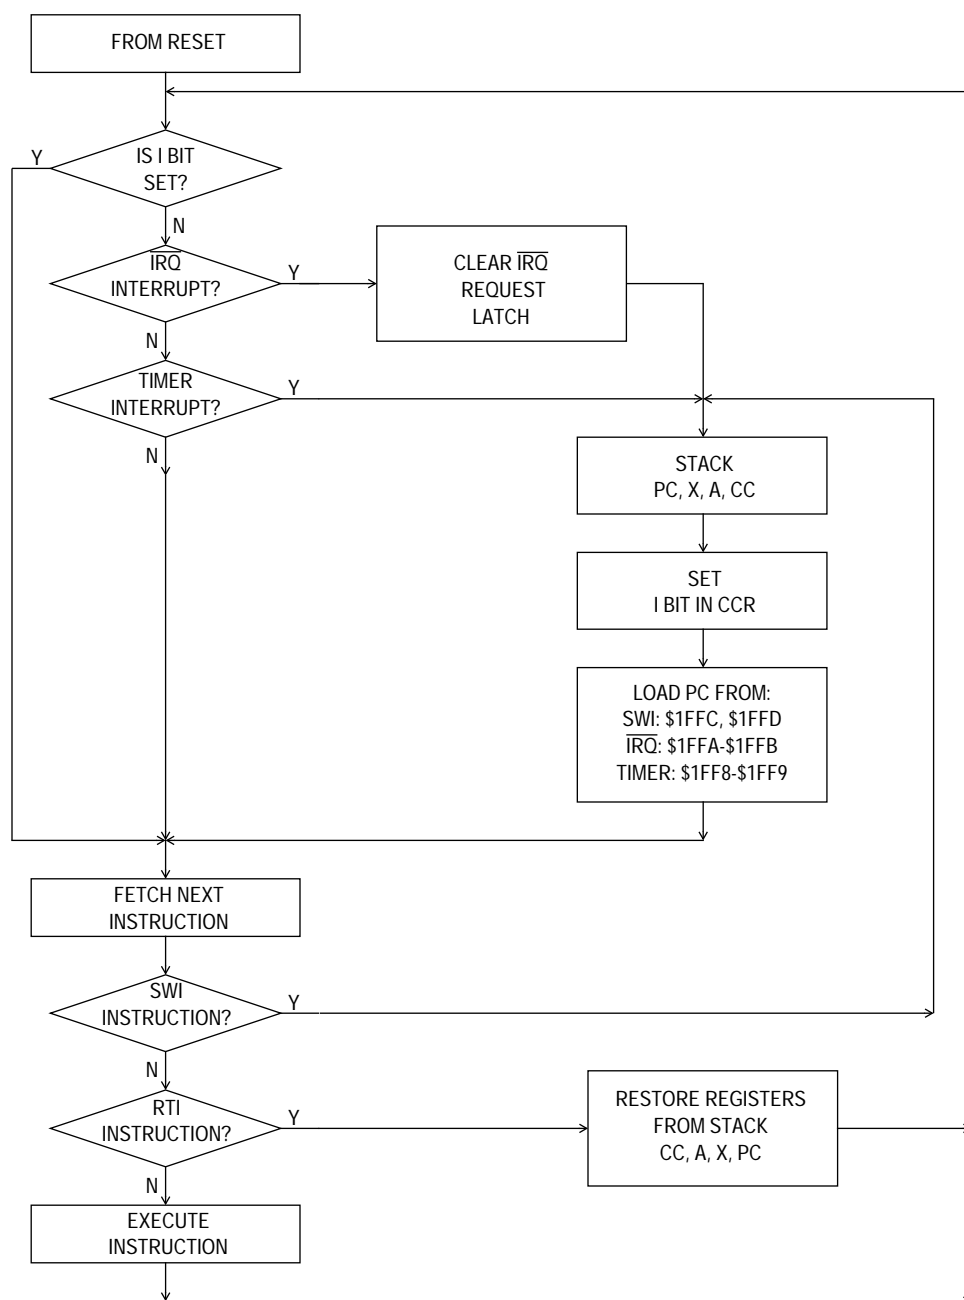 FROM RESET
Y
IS I BIT
SET?
N
IRQ
INTERRUPT?
Y
CLEAR IRQ
REQUEST
LATCH
N
TIMER
INTERRUPT?
Y
N
STACK
PC, X, A, CC
SET
I BIT IN CCR
LOAD PC FROM:
SWI: $1FFC, $1FFD
IRQ: $1FFA-$1FFB
TIMER: $1FF8-$1FF9
FETCH NEXT
INSTRUCTION
SWI
INSTRUCTION?
Y
N
RTI
INSTRUCTION?
Y
RESTORE REGISTERS
FROM STACK
CC, A, X, PC
N
EXECUTE
INSTRUCTION